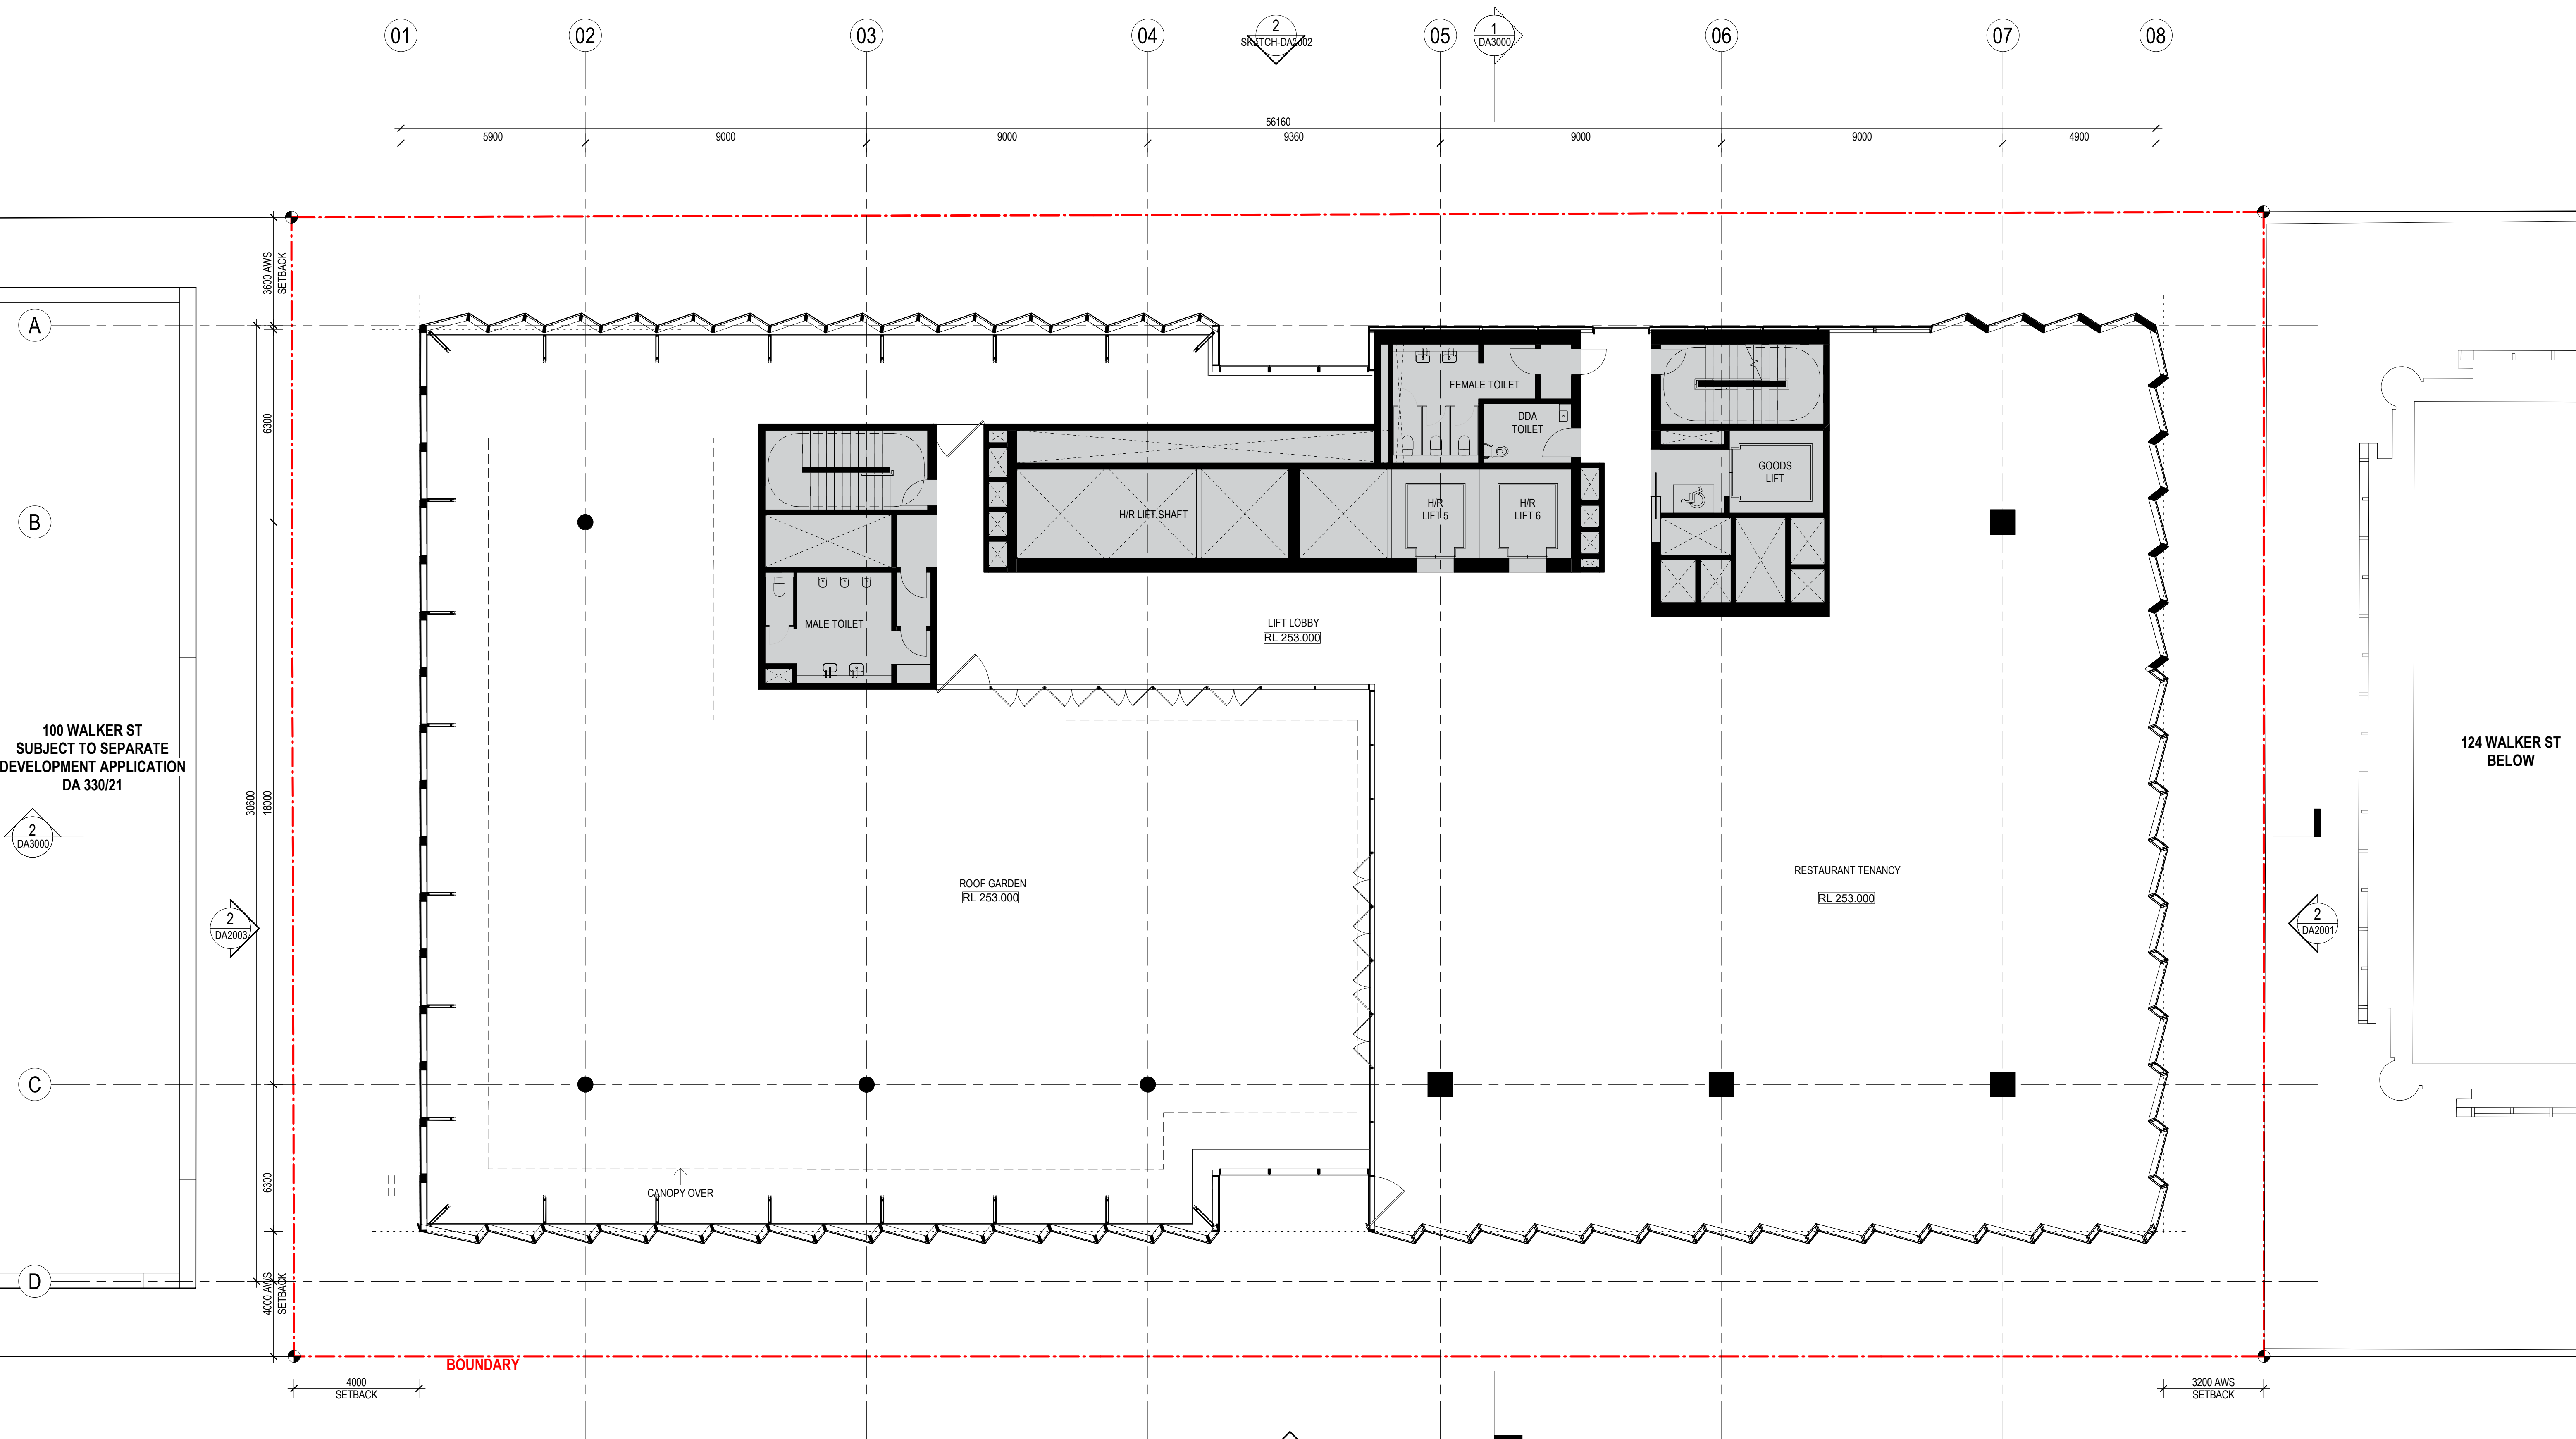 01
02
03
04
2
SKETCH-DA2002
05
1
DA3000
06
07
08
56160
5900
9000
9000
9360
9000
9000
4900
3600 AWS
SETBACK
A
6300
FEMALE TOILET
DDA
TOILET
GOODS
LIFT
B
H/R LIFT SHAFT
H/R
LIFT 5
H/R
LIFT 6
MALE TOILET
LIFT LOBBY
RL 253.000
100 WALKER ST
SUBJECT TO SEPARATE
DEVELOPMENT APPLICATION
DA 330/21
124 WALKER ST
BELOW
30600
18000
2
DA3000
ROOF GARDEN
RL 253.000
RESTAURANT TENANCY
RL 253.000
2
DA2003
2
DA2001
C
6300
CANOPY OVER
D
4000 AWS
SETBACK
BOUNDARY
4000
SETBACK
3200 AWS
SETBACK